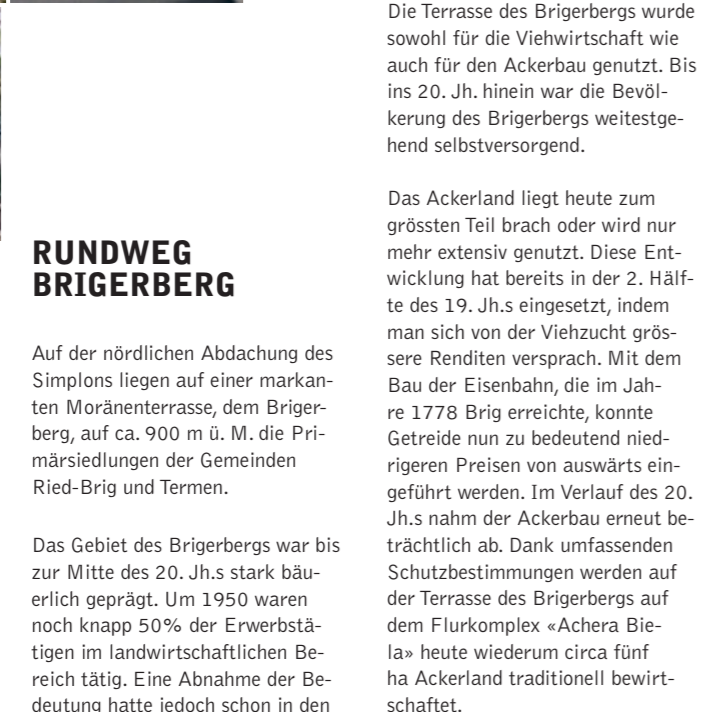 RUNDWEG
BRIGERBERG
Auf der nördlichen Abdachung des
Simplons liegen auf einer markan-
ten Moränenterrasse, dem Briger-
berg, auf ca. 900 m ü. M. die Pri-
märsiedlungen der Gemeinden
Ried-Brig und Termen.
Das Gebiet des Brigerbergs war bis
zur Mitte des 20. Jh.s stark bäu-
erlich geprägt. Um 1950 waren
noch knapp 50% der Erwerbstä-
tigen im landwirtschaftlichen Be-
reich tätig. Eine Abnahme der Be-
deutung hatte jedoch schon in den
Die Terrasse des Brigerbergs wurde
sowohl für die Viehwirtschaft wie
auch für den Ackerbau genutzt. Bis
ins 20. Jh. hinein war die Bevöl-
kerung des Brigerbergs weitestge-
hend selbstversorgend.
Das Ackerland liegt heute zum
grössten Teil brach oder wird nur
mehr extensiv genutzt. Diese Ent-
wicklung hat bereits in der 2. Hälf-
te des 19. Jh.s eingesetzt, indem
man sich von der Viehzucht grös-
sere Renditen versprach. Mit dem
Bau der Eisenbahn, die im Jah-
re 1778 Brig erreichte, konnte
Getreide nun zu bedeutend nied-
rigeren Preisen von auswärts ein-
geführt werden. Im Verlauf des 20.
Jh.s nahm der Ackerbau erneut be-
trächtlich ab. Dank umfassenden
Schutzbestimmungen werden auf
der Terrasse des Brigerbergs auf
dem Flurkomplex «Achera Bie-
la» heute wiederum circa fünf
ha Ackerland traditionell bewirt-
schaftet.